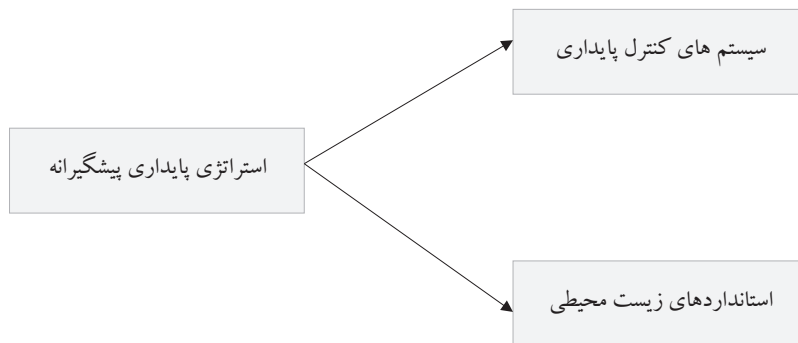 سیستم های کنترل پایداری
استراتژی پایداری پیشگیرانه
استانداردهای زیست محیطی